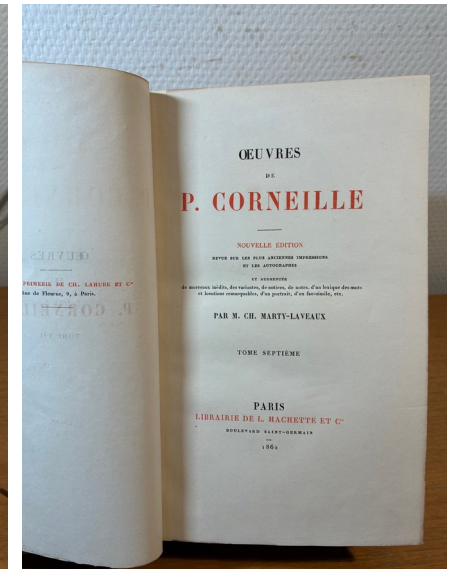 PRIMERIE DE CH. LAHURE ET Cie
rue de Fleurus, 9, à Paris.
ŒUVRES
DE
P. CORNEILLE
NOUVELLE ÉDITION
REVUE SUR LES PLUS ANCIENNES IMPRESSIONS
ET LES AUTOGRAPHES
ET AUGMENTÉE
de morceaux inédits, des variantes, de notices, de notes, d'un lexique des mots
et locutions remarquables, d'un portrait, d'un fac-simile, etc.
PAR M. CH. MARTY-LAVEAUX
TOME SEPTIÈME
PARIS
LIBRAIRIE DE L. HACHETTE ET Cie
BOULEVARD SAINT-GERMAIN
1862